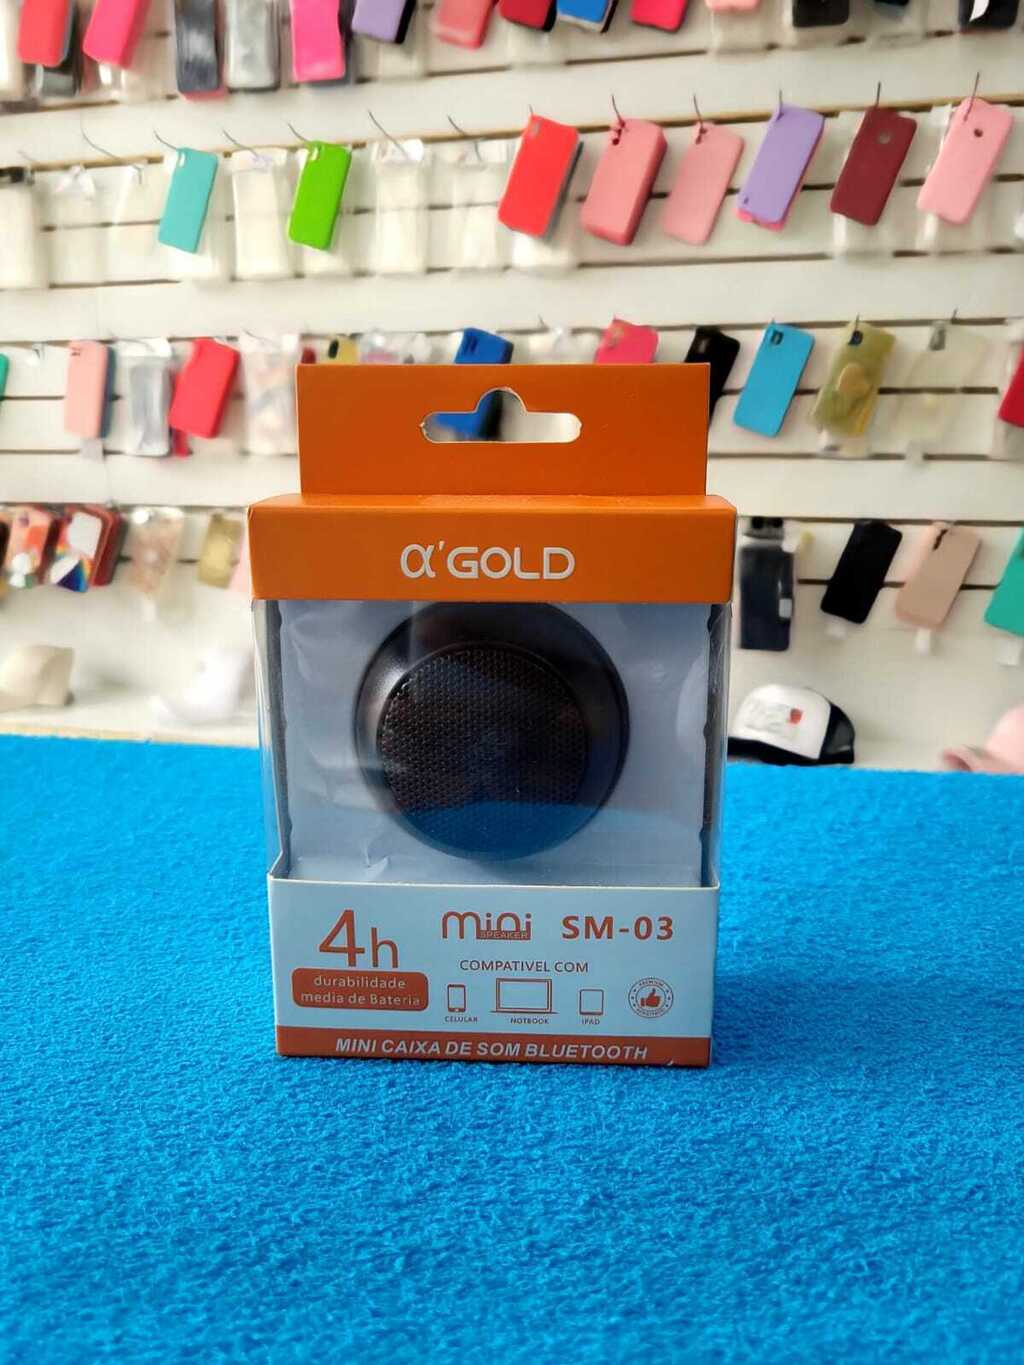 α'GOLD
4h
durabilidade
media de Bateria
mini
SPEAKER
SM-03
COMPATIVEL COM
CELULAR
NOTBOOK
IPAD
PREMIUM
MINI CAIXA DE SOM BLUETOOTH